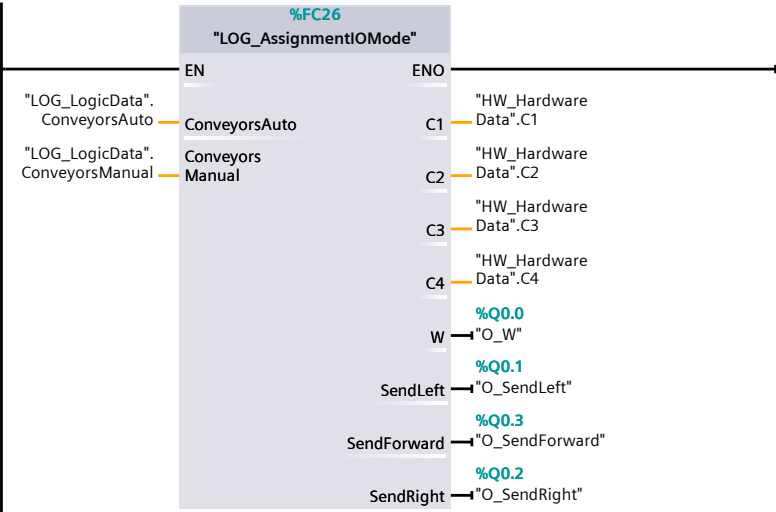 %FC26
"LOG_AssignmentIOMode"
EN
ENO
"LOG_LogicData".
ConveyorsAuto
ConveyorsAuto
C1
"HW_Hardware
Data".C1
"LOG_LogicData".
ConveyorsManual
Conveyors
Manual
C2
"HW_Hardware
Data".C2
C3
"HW_Hardware
Data".C3
C4
"HW_Hardware
Data".C4
W
%Q0.0
"O_W"
SendLeft
%Q0.1
"O_SendLeft"
SendForward
%Q0.3
"O_SendForward"
SendRight
%Q0.2
"O_SendRight"